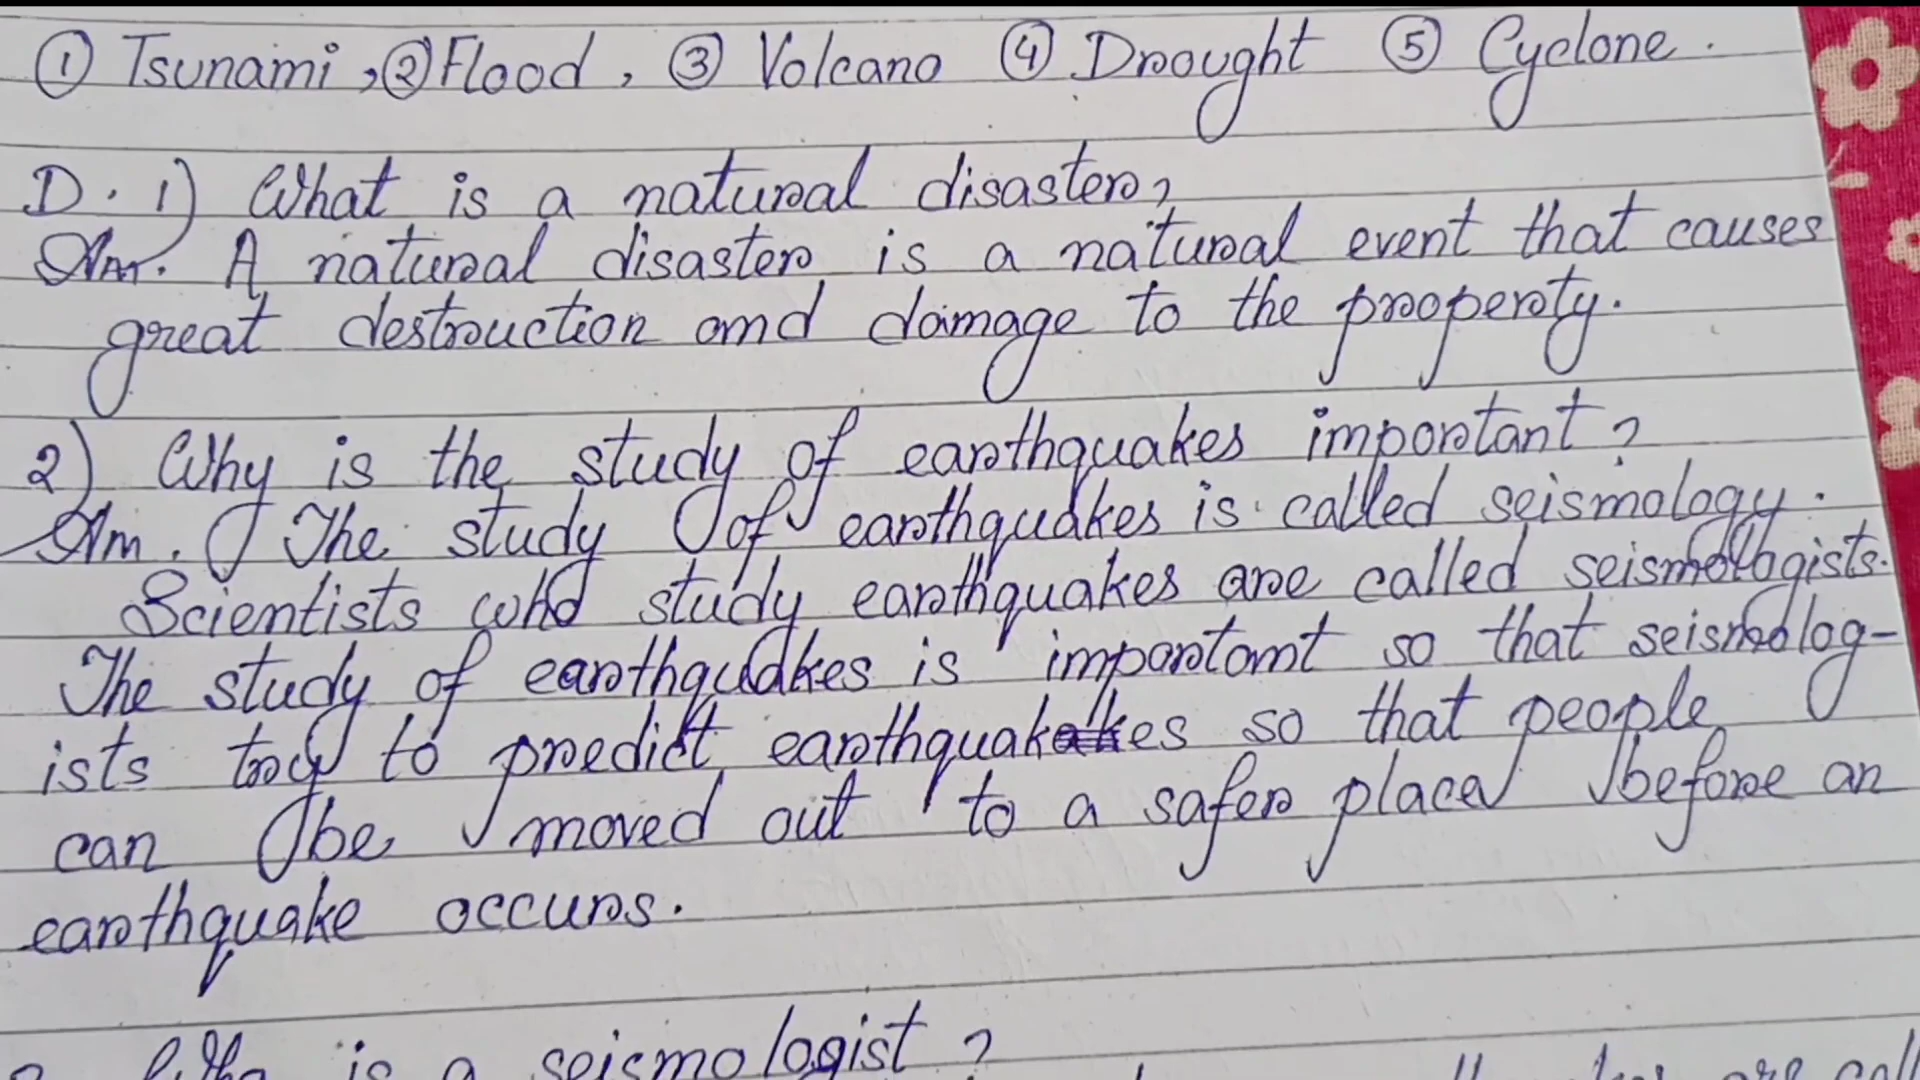 ① Tsunami, ② Flood, ③ Volcano ④ Drought ⑤ Cyclone.
D. 1) What is a natural disaster?
Ans. A natural disaster is a natural event that causes
great destruction and damage to the property.
2) Why is the study of earthquakes important?
Ans. The study of earthquakes is called seismology.
Scientists who study earthquakes are called seismologists.
The study of earthquakes is important so that seismolog-
ists try to predict earthquakes so that people
can be moved out to a safer place before an
earthquake occurs.
is a seismologist?